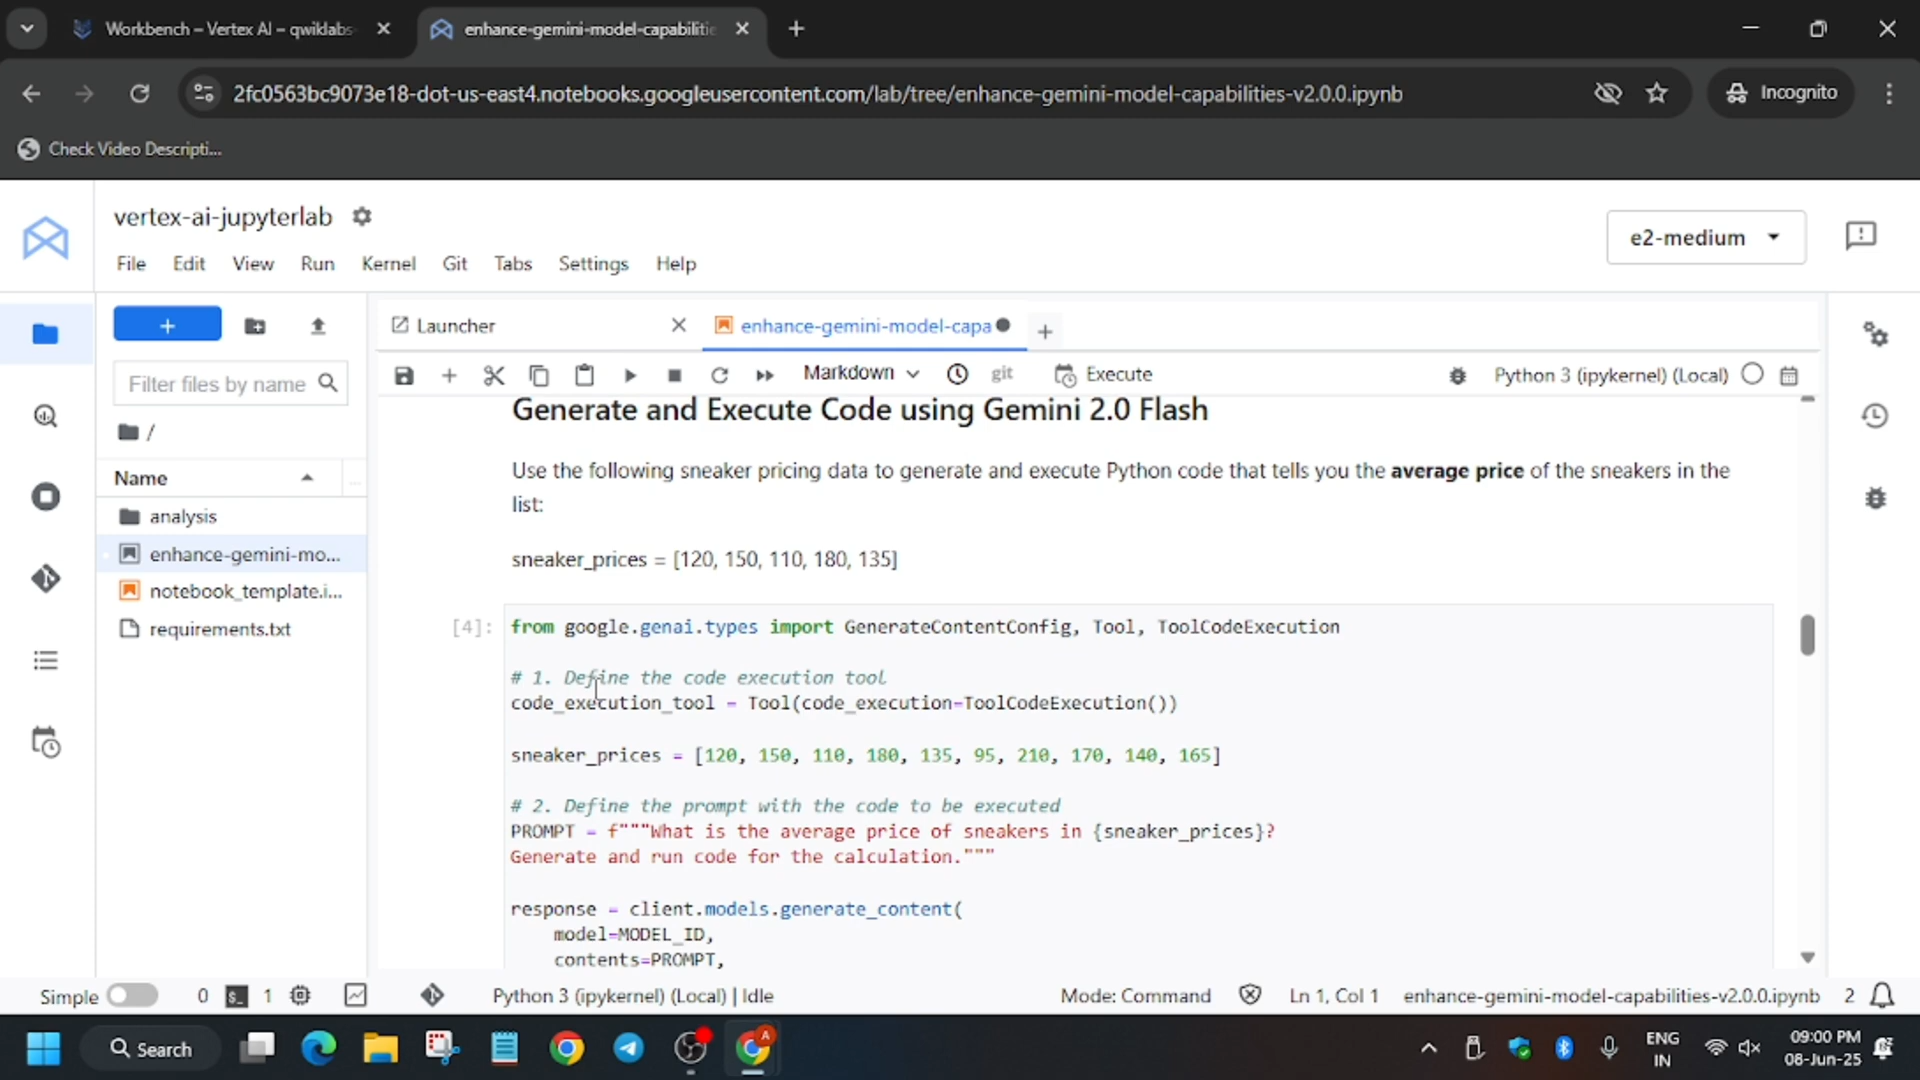 Workbench – Vertex AI – qwiklabs-
enhance-gemini-model-capabilitie
2fc0563bc9073e18-dot-us-east4.notebooks.googleusercontent.com/lab/tree/enhance-gemini-model-capabilities-v2.0.0.ipynb
Incognito
Check Video Descripti...
vertex-ai-jupyterlab
e2-medium
File Edit View Run Kernel Git Tabs Settings Help
Launcher
enhance-gemini-model-capa
Filter files by name
Markdown
git
Execute
Python 3 (ipykernel) (Local)
/
Name
...
analysis
enhance-gemini-mo...
notebook_template.i...
requirements.txt
Generate and Execute Code using Gemini 2.0 Flash
Use the following sneaker pricing data to generate and execute Python code that tells you the average price of the sneakers in the
list:
sneaker_prices = [120, 150, 110, 180, 135]
[4]: from google.genai.types import GenerateContentConfig, Tool, ToolCodeExecution
# 1. Define the code execution tool
code_execution_tool = Tool(code_execution=ToolCodeExecution())
sneaker_prices = [120, 150, 110, 180, 135, 95, 210, 170, 140, 165]
# 2. Define the prompt with the code to be executed
PROMPT = f"""What is the average price of sneakers in {sneaker_prices}?
Generate and run code for the calculation."""
response = client.models.generate_content(
model=MODEL_ID,
contents=PROMPT,
Simple 0 1 Python 3 (ipykernel) (Local) | Idle Mode: Command Ln 1, Col 1 enhance-gemini-model-capabilities-v2.0.0.ipynb 2
Search
A
ENG
IN
09:00 PM
08-Jun-25